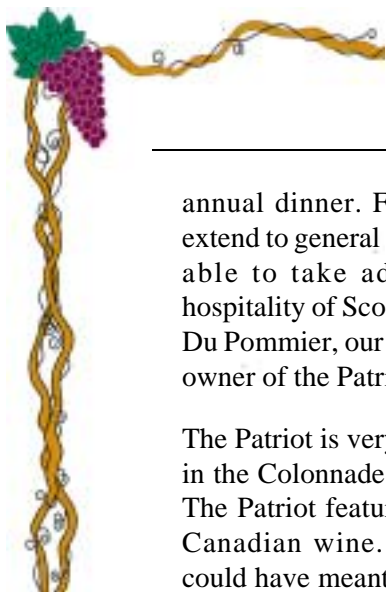 annual dinner. F
extend to general
able to take ad
hospitality of Sco
Du Pommier, our
owner of the Patri
The Patriot is very
in the Colonnade
The Patriot featu
Canadian wine.
could have meant